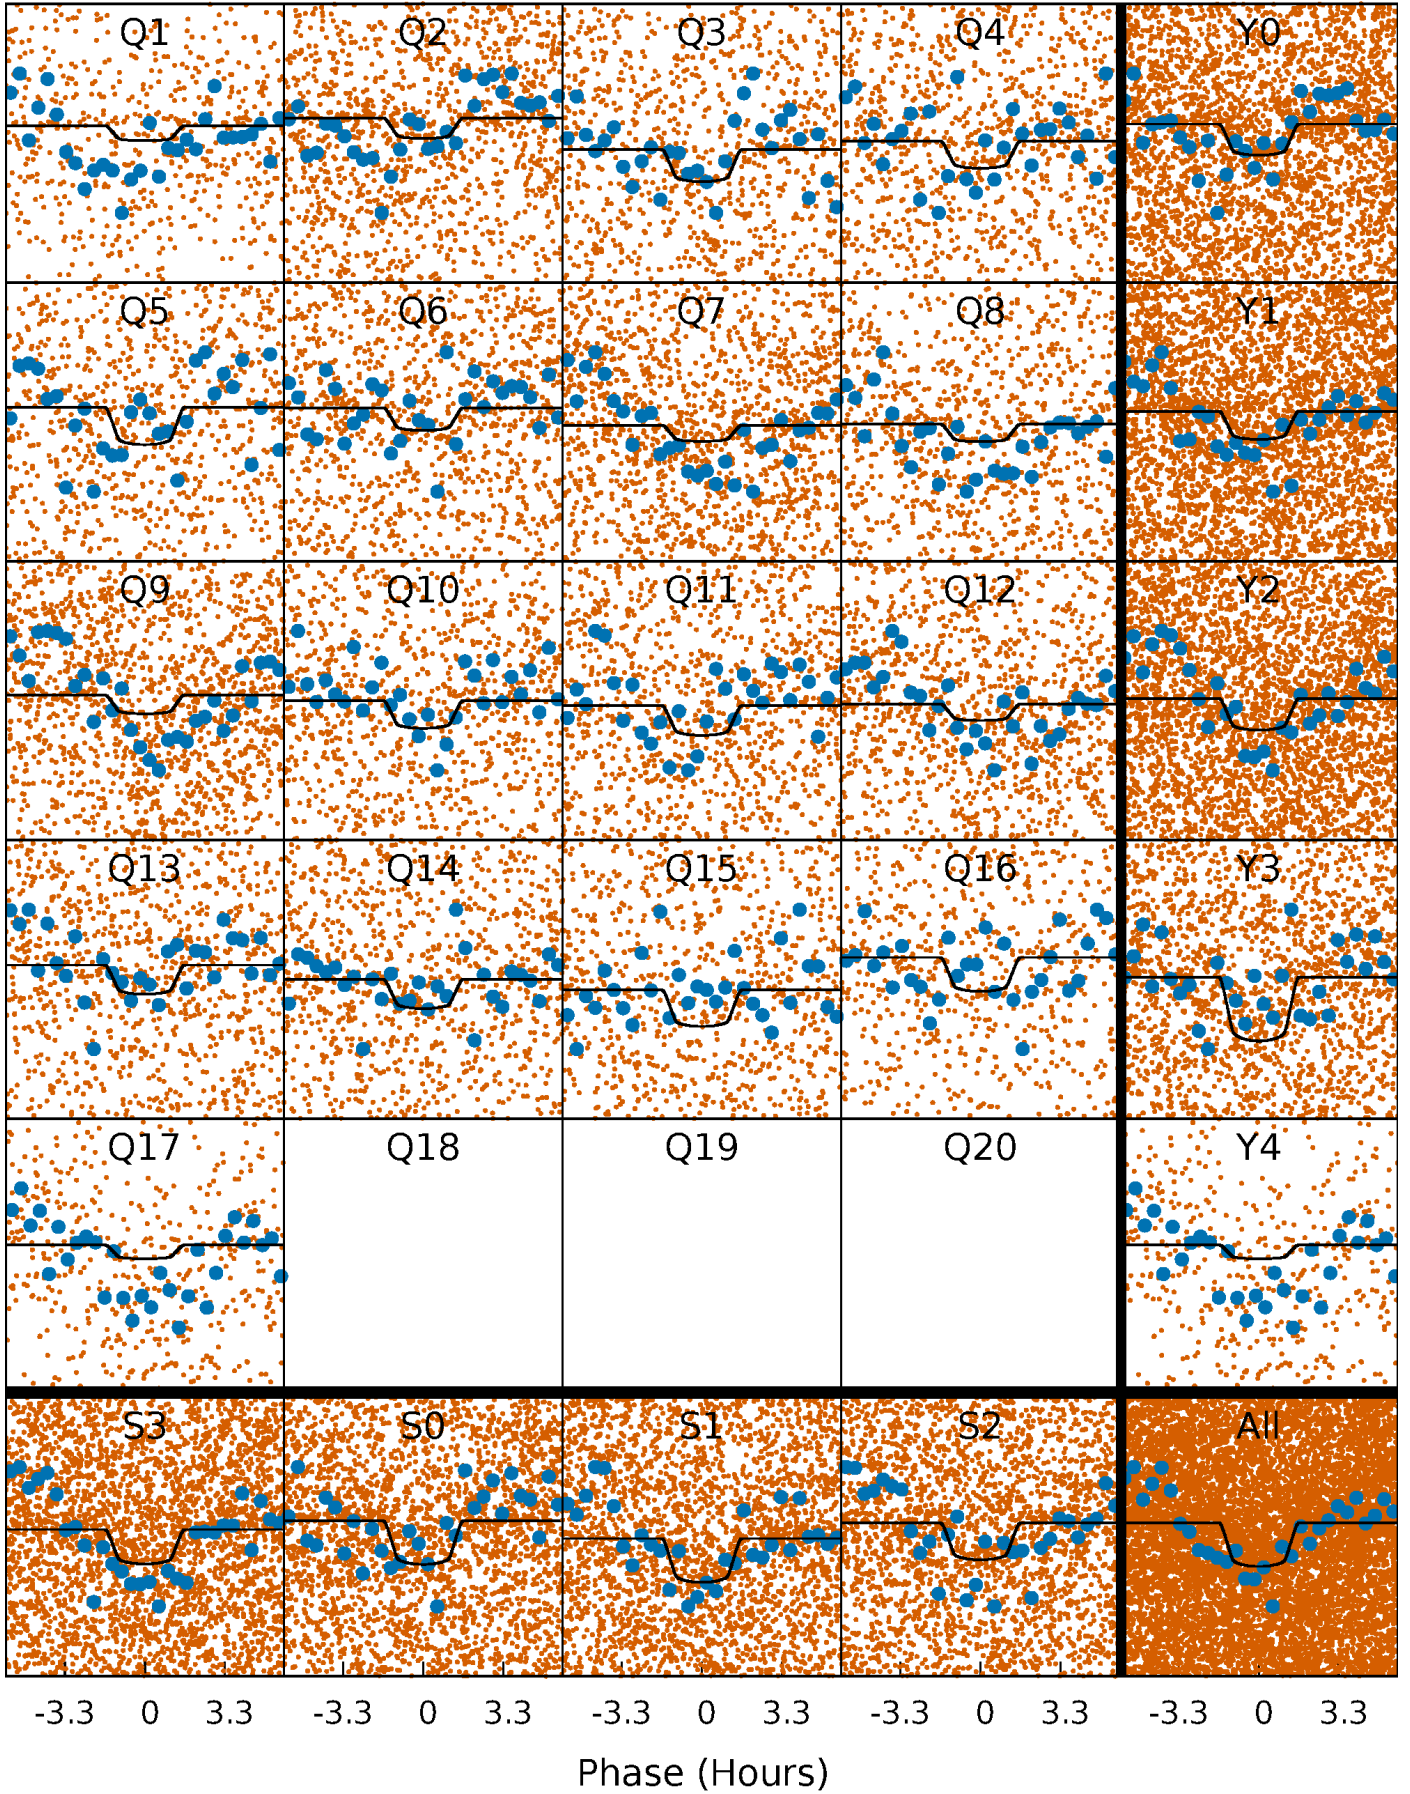 Q1 Q2 Q3 Q4 Y0
Q5 Q6 Q7 Q8 Y1
Q9 Q10 Q11 Q12 Y2
Q13 Q14 Q15 Q16 Y3
Q17 Q18 Q19 Q20 Y4
S3 S0 S1 S2 All
-3.3 0 3.3 -3.3 0 3.3 -3.3 0 3.3 -3.3 0 3.3 -3.3 0 3.3
Phase (Hours)